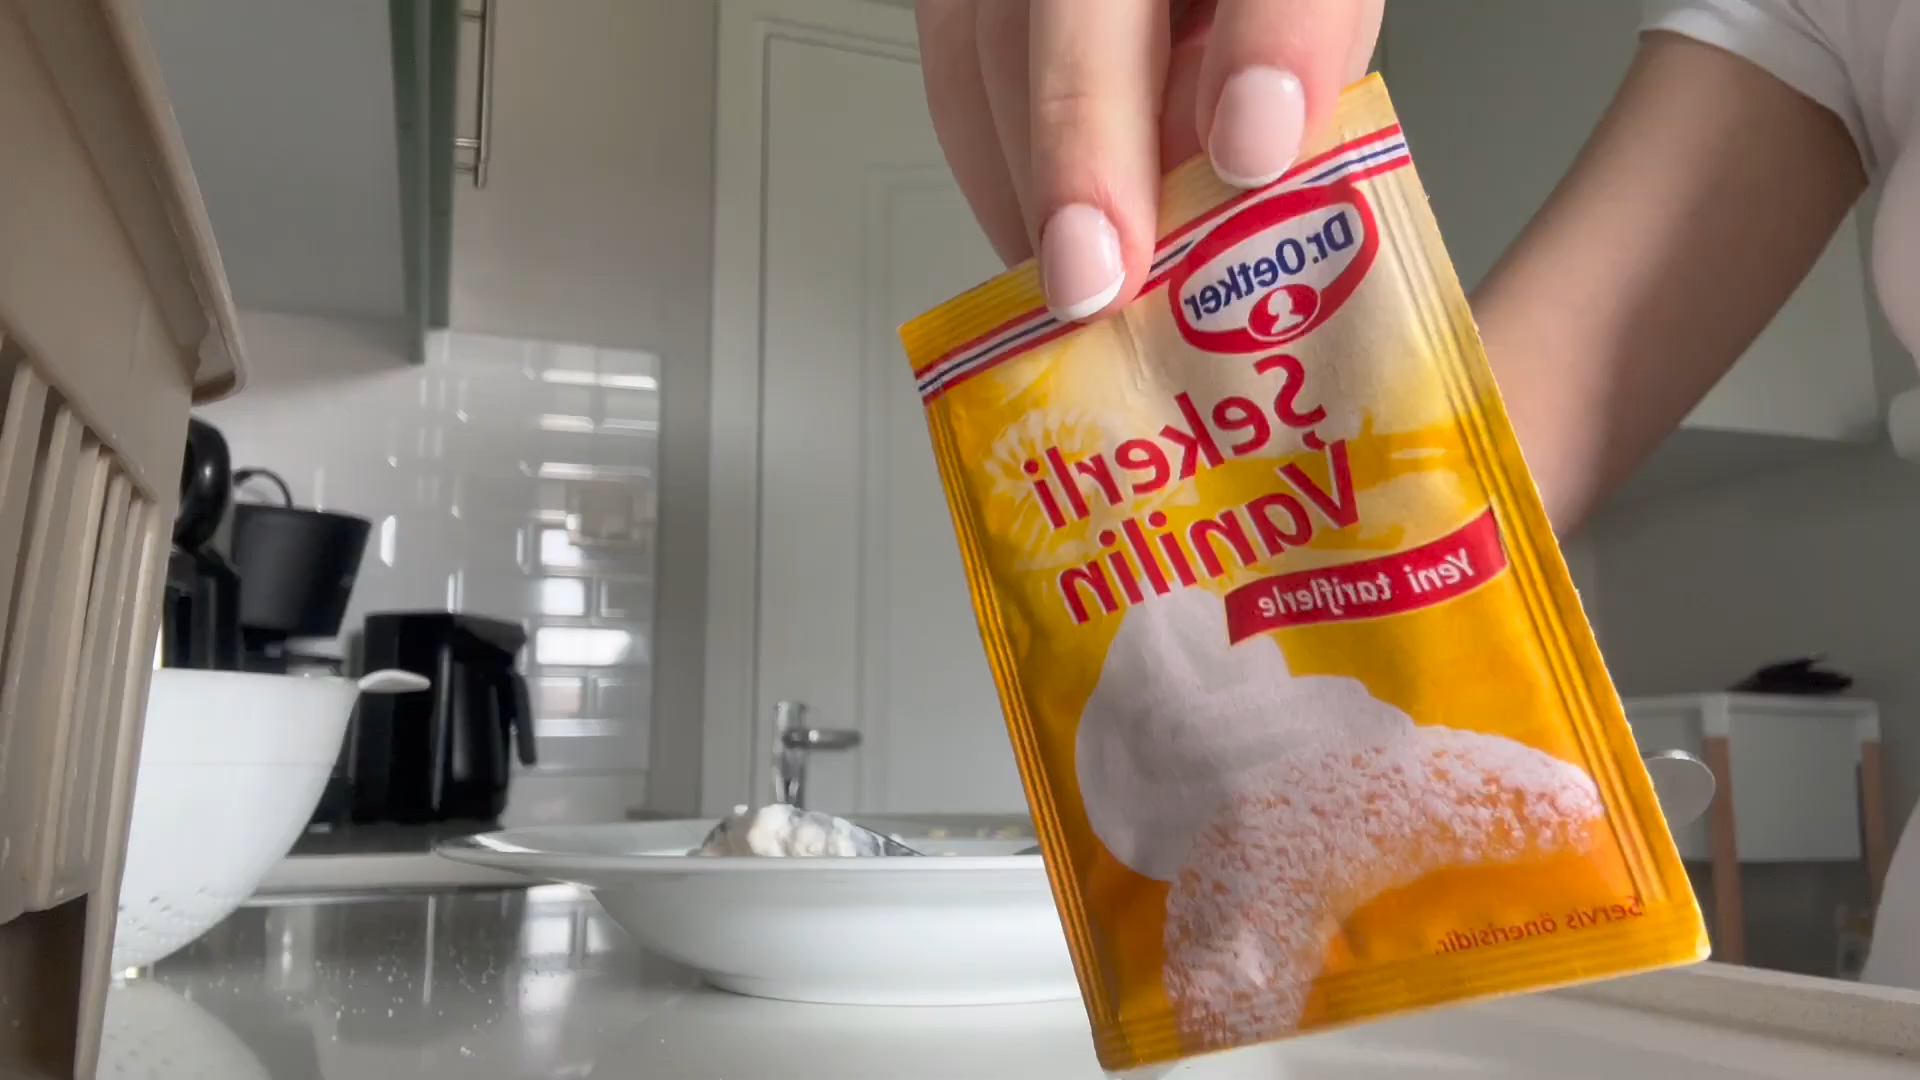 Dr.Oetker
Şekerli
Vanilin
Yeni tariflerle
Servis önerisidir.